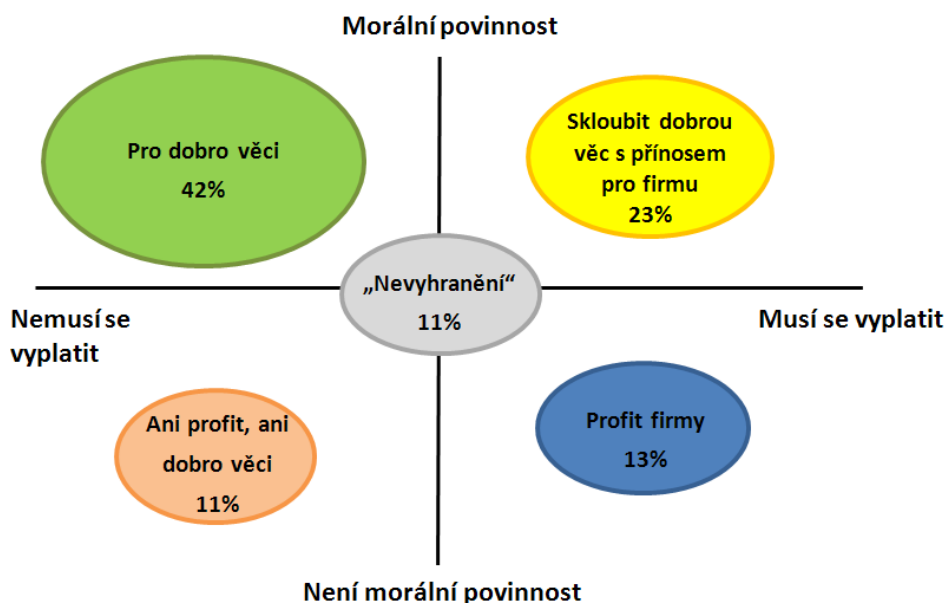 Morální povinnost
Pro dobro věci
42%
Skloubit dobrou
věc s přínosem
pro firmu
23%
„Nevyhranění“
11%
Nemusí se
vyplatit
Musí se vyplatit
Ani profit, ani
dobro věci
11%
Profit firmy
13%
Není morální povinnost